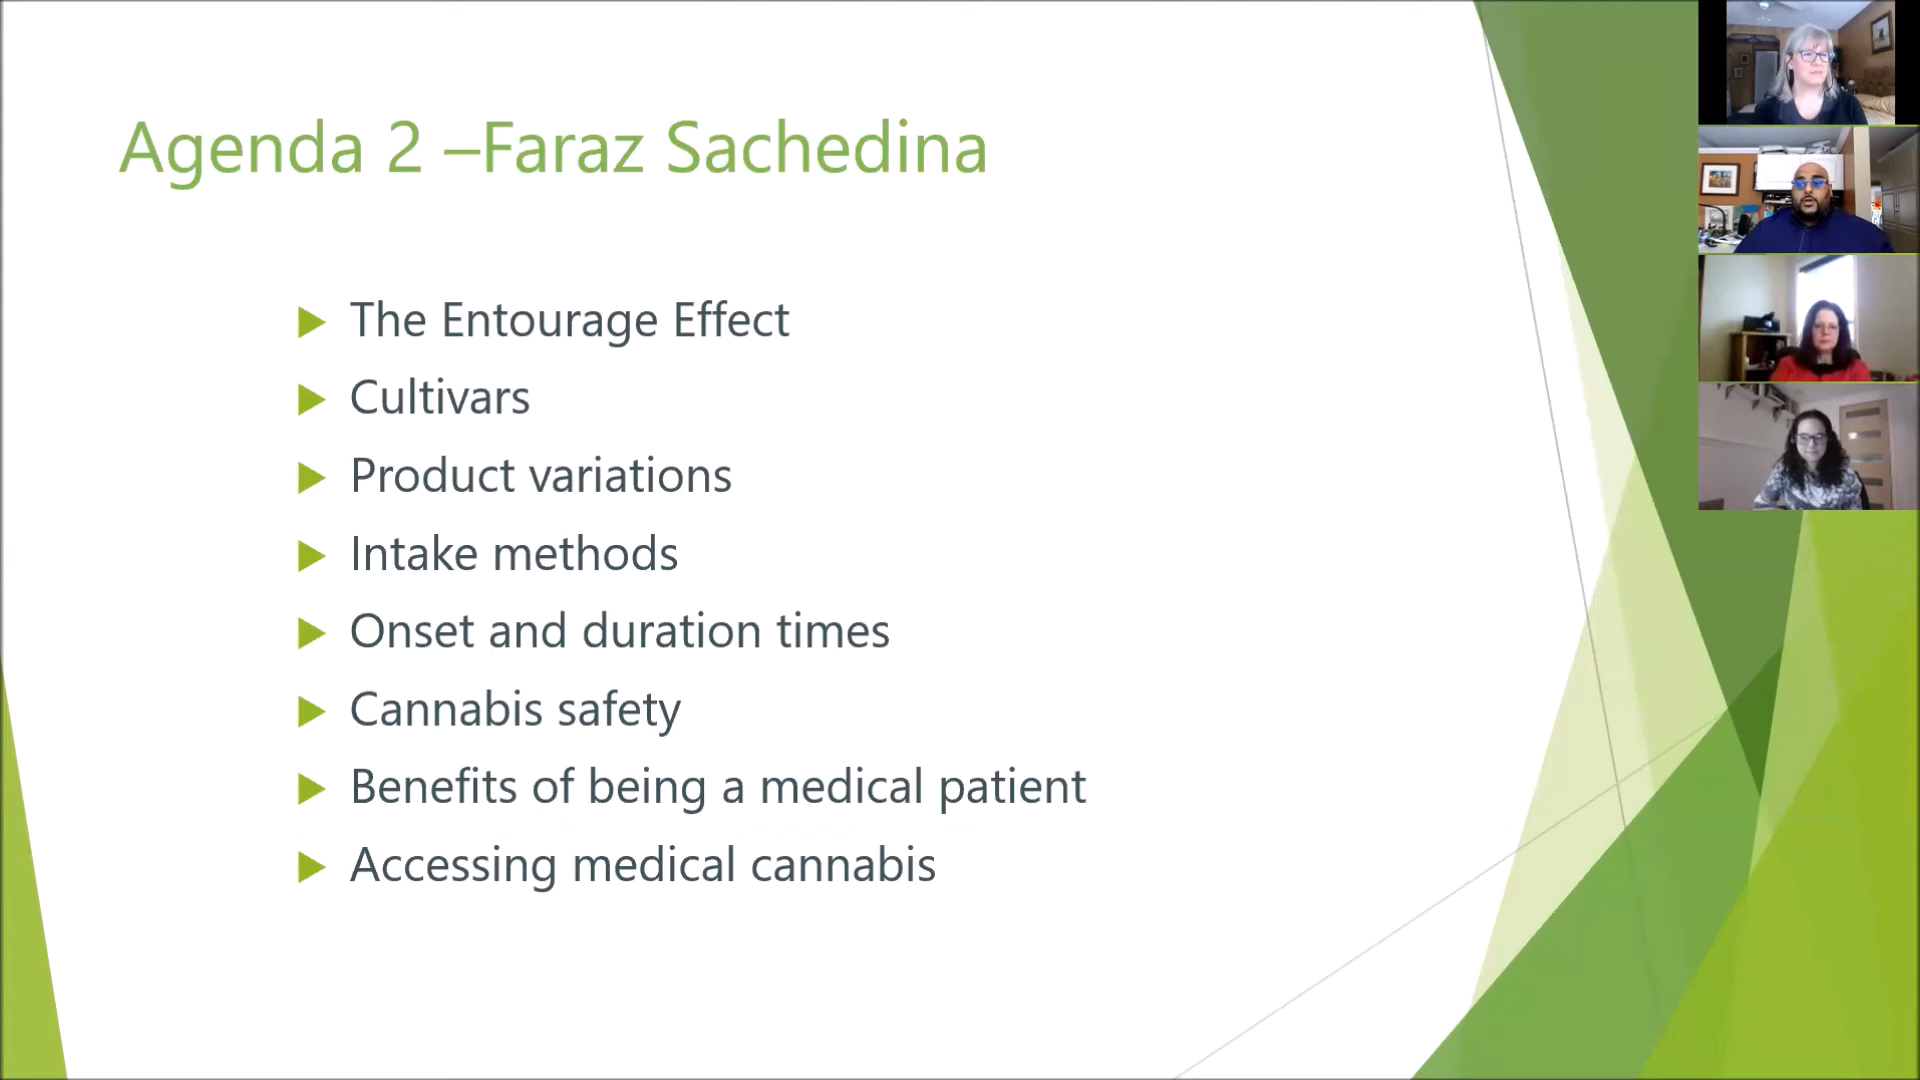 Agenda 2 –Faraz Sachedina
The Entourage Effect
Cultivars
Product variations
Intake methods
Onset and duration times
Cannabis safety
Benefits of being a medical patient
Accessing medical cannabis